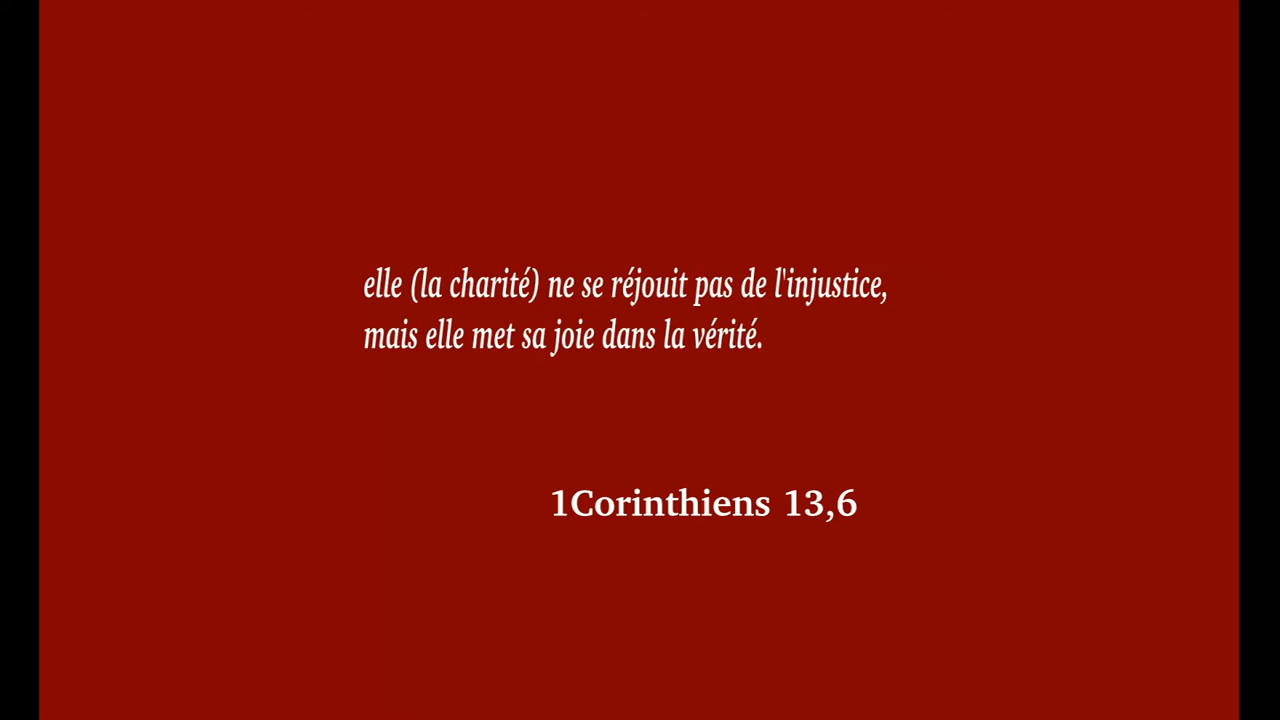 elle (la charité) ne se réjouit pas de l'injustice,
mais elle met sa joie dans la vérité.
1Corinthiens 13,6